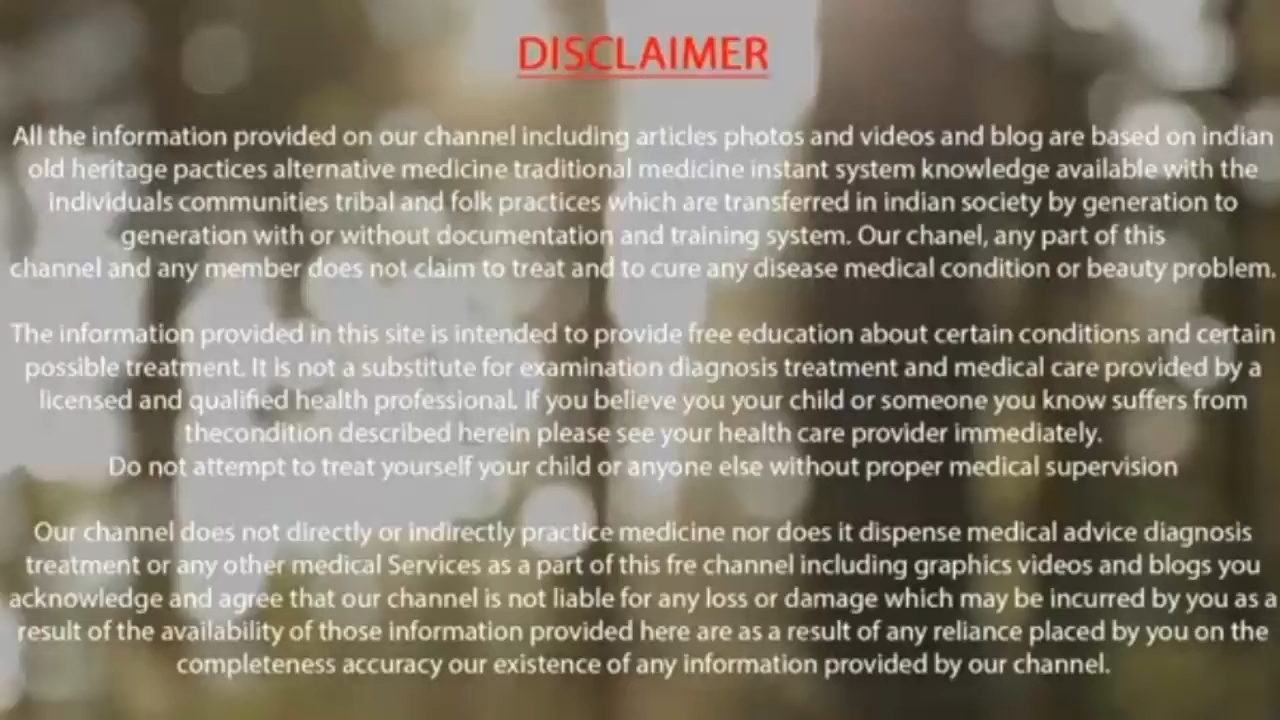 DISCLAIMER
All the information provided on our channel including articles photos and videos and blog are based on indian
old heritage pactices alternative medicine traditional medicine instant system knowledge available with the
individuals communities tribal and folk practices which are transferred in indian society by generation to
generation with or without documentation and training system. Our chanel, any part of this
channel and any member does not claim to treat and to cure any disease medical condition or beauty problem.
The information provided in this site is intended to provide free education about certain conditions and certain
possible treatment. It is not a substitute for examination diagnosis treatment and medical care provided by a
licensed and qualified health professional. If you believe you your child or someone you know suffers from
thecondition described herein please see your health care provider immediately.
Do not attempt to treat yourself your child or anyone else without proper medical supervision
Our channel does not directly or indirectly practice medicine nor does it dispense medical advice diagnosis
treatment or any other medical Services as a part of this fre channel including graphics videos and blogs you
acknowledge and agree that our channel is not liable for any loss or damage which may be incurred by you as a
result of the availability of those information provided here are as a result of any reliance placed by you on the
completeness accuracy our existence of any information provided by our channel.